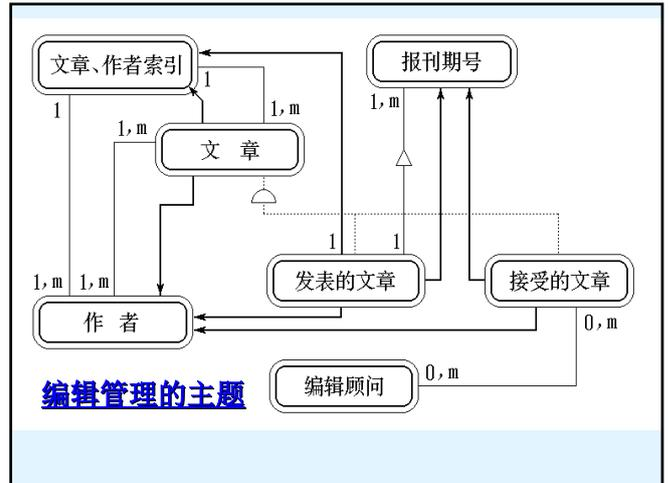 文章、作者索引
报刊期号
1
1
1,m
1,m
1,m
文 章
1
1
1,m
1,m
发表的文章
接受的文章
作 者
0,m
编辑顾问
0,m
编辑管理的主题